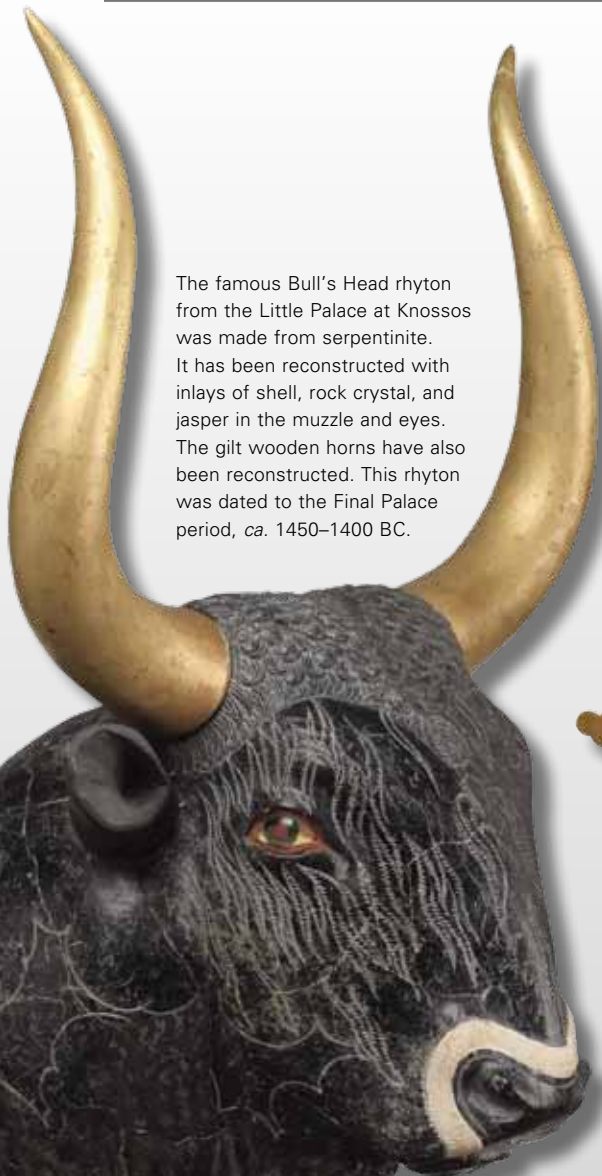 The famous Bull's Head rhyton
from the Little Palace at Knossos
was made from serpentinite.
It has been reconstructed with
inlays of shell, rock crystal, and
jasper in the muzzle and eyes.
The gilt wooden horns have also
been reconstructed. This rhyton
was dated to the Final Palace
period, ca. 1450–1400 BC.